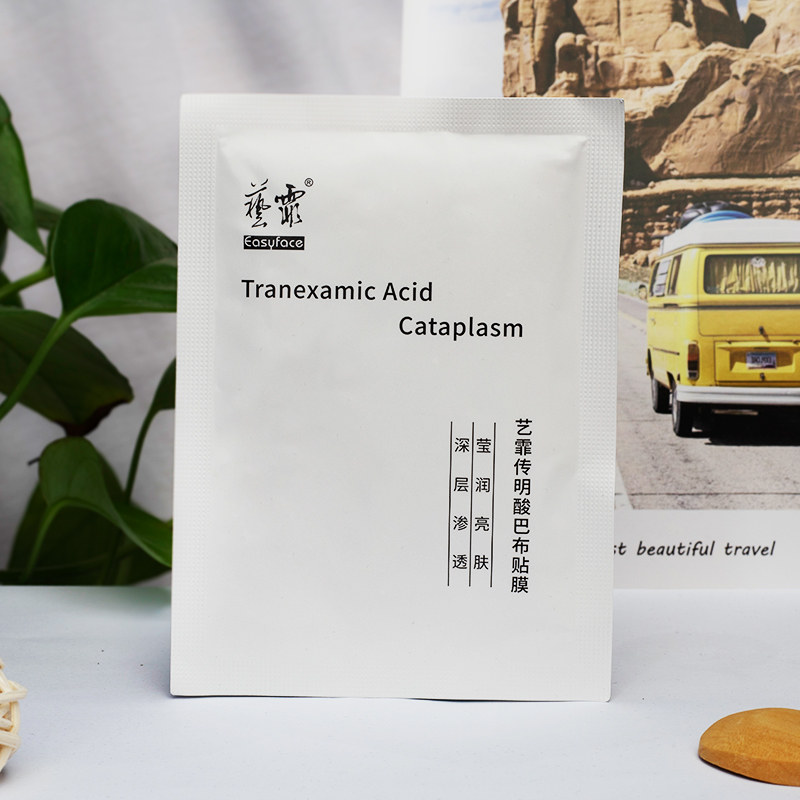 藝霏®
Easyface
Tranexamic Acid
Cataplasm
艺霏传明酸巴布贴膜
莹润亮肤
深层渗透
st beautiful travel